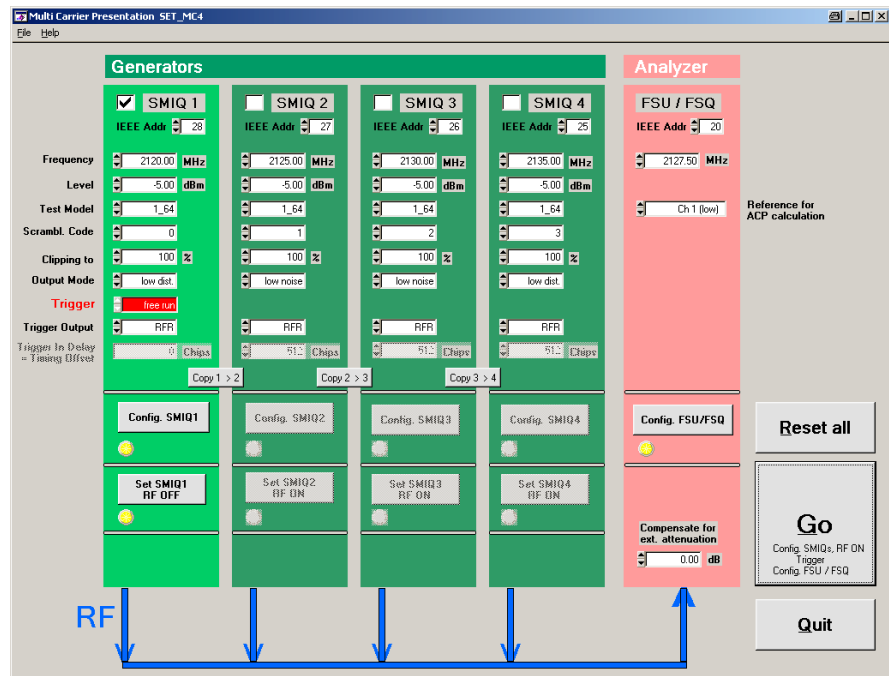 Multi Carrier Presentation SET_MC4
File Help
Generators
Analyzer
SMIQ 1 SMIQ 2 SMIQ 3 SMIQ 4 FSU / FSQ
IEEE Addr 28 IEEE Addr 27 IEEE Addr 26 IEEE Addr 25 IEEE Addr 20
Frequency 2120.00 MHz 2125.00 MHz 2130.00 MHz 2135.00 MHz 2127.50 MHz
Level -5.00 dBm -5.00 dBm -5.00 dBm -5.00 dBm
Test Model 1_64 1_64 1_64 1_64 Ch 1 (low) Reference for
ACP calculation
Scrambl. Code 0 1 2 3
Clipping to 100 % 100 % 100 % 100 %
Output Mode low dist. low noise low noise low dist.
Trigger free run
Trigger Output RFR RFR RFR RFR
Trigger In Delay
= Timing Offset 0 Chips 512 Chips 512 Chips 512 Chips
Copy 1 > 2 Copy 2 > 3 Copy 3 > 4
Config. SMIQ1 Config. SMIQ2 Config. SMIQ3 Config. SMIQ4 Config. FSU/FSQ Reset all
Set SMIQ1
RF OFF
Set SMIQ2
RF ON
Set SMIQ3
RF ON
Set SMIQ4
RF ON
Compensate for
ext. attenuation
0.00 dB
Go
Config. SMIQs, RF ON
Trigger
Config. FSU / FSQ
RF
Quit